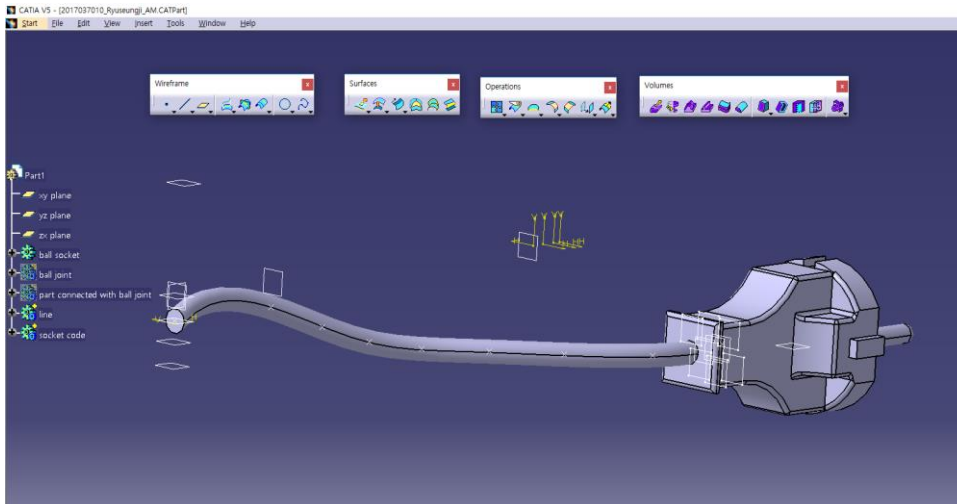 CATIA V5 - [2017037010_Ryuseungji_AM.CATPart]
Start File Edit View Insert Tools Window Help
Wireframe
Surfaces
Operations
Volumes
Part1
xy plane
yz plane
zx plane
ball socket
ball joint
part connected with ball joint
line
socket code